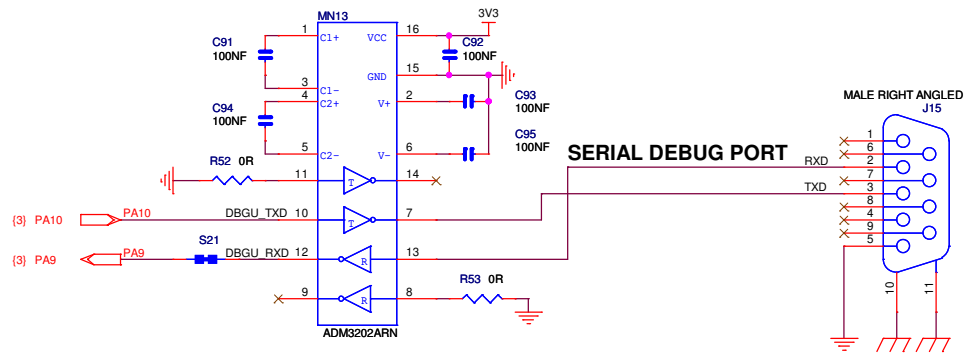 MN13
3V3
1 C1+ VCC 16
C91
100NF
C92
100NF
GND 15
3 C1-
4 C2+ V+ 2
C93
100NF
C94
100NF
5 C2- V- 6
C95
100NF
MALE RIGHT ANGLED
J15
SERIAL DEBUG PORT
R52 0R
11 T 14
{3} PA10 PA10 DBGU_TXD 10 T 7
{3} PA9 PA9 S21 DBGU_RXD 12 R 13
9 R 8
R53 0R
ADM3202ARN
1
6
RXD 2
7
TXD 3
8
4
9
5
10 11